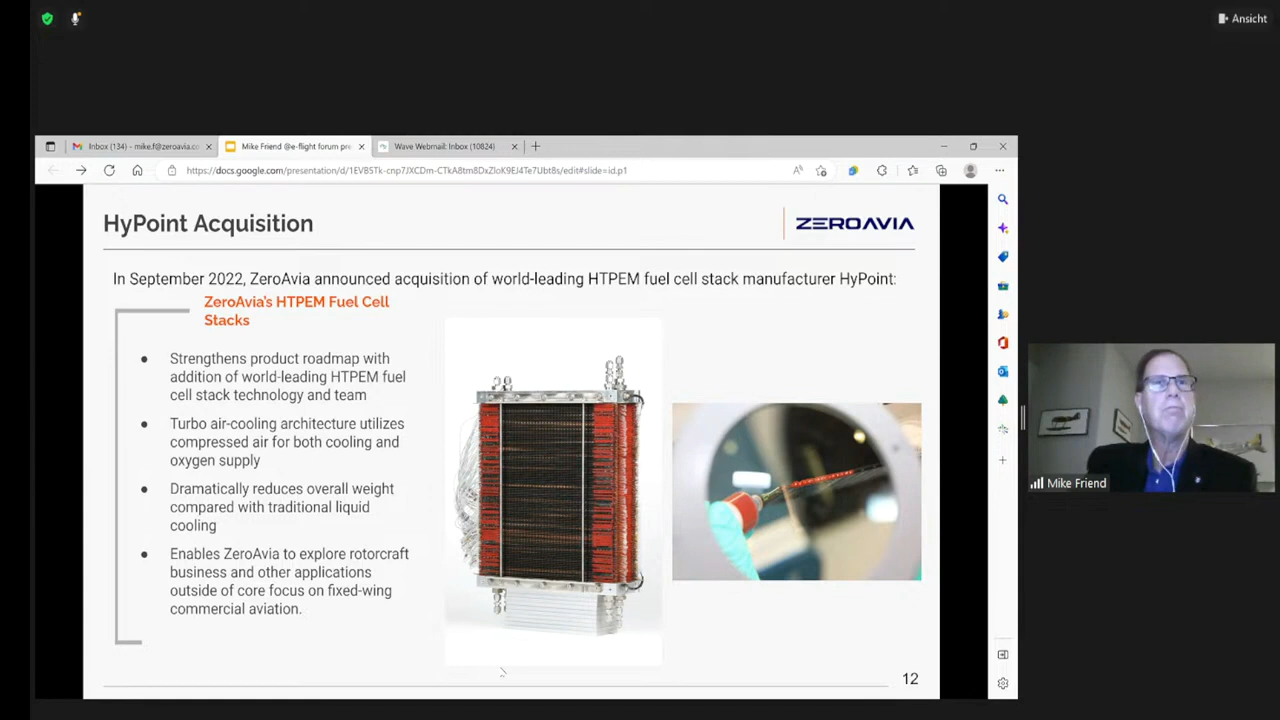 Ansicht
Inbox (134) - mike.f@zeroavia.co
Mike Friend @e-flight forum pre
Wave Webmail: Inbox (10824)
https://docs.google.com/presentation/d/1EVBSTk-cnp7JXCDm-CTkA8tm8DxZloK9EJ4Te7Ubt8s/edit#slide=id.p1
HyPoint Acquisition
ZEROAVIA
In September 2022, ZeroAvia announced acquisition of world-leading HTPEM fuel cell stack manufacturer HyPoint:
ZeroAvia's HTPEM Fuel Cell
Stacks
● Strengthens product roadmap with
addition of world-leading HTPEM fuel
cell stack technology and team
● Turbo air-cooling architecture utilizes
compressed air for both cooling and
oxygen supply
● Dramatically reduces overall weight
compared with traditional liquid
cooling
● Enables ZeroAvia to explore rotorcraft
business and other applications
outside of core focus on fixed-wing
commercial aviation.
12
Mike Friend